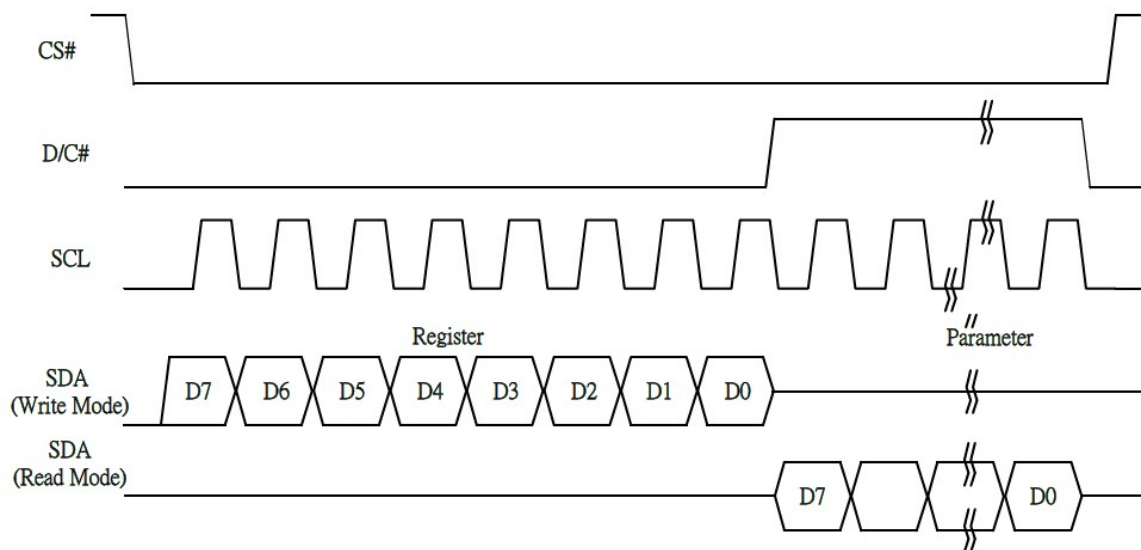 CS#
D/C#
SCL
Register
Parameter
SDA
(Write Mode)
D7 D6 D5 D4 D3 D2 D1 D0
SDA
(Read Mode)
D7 D0